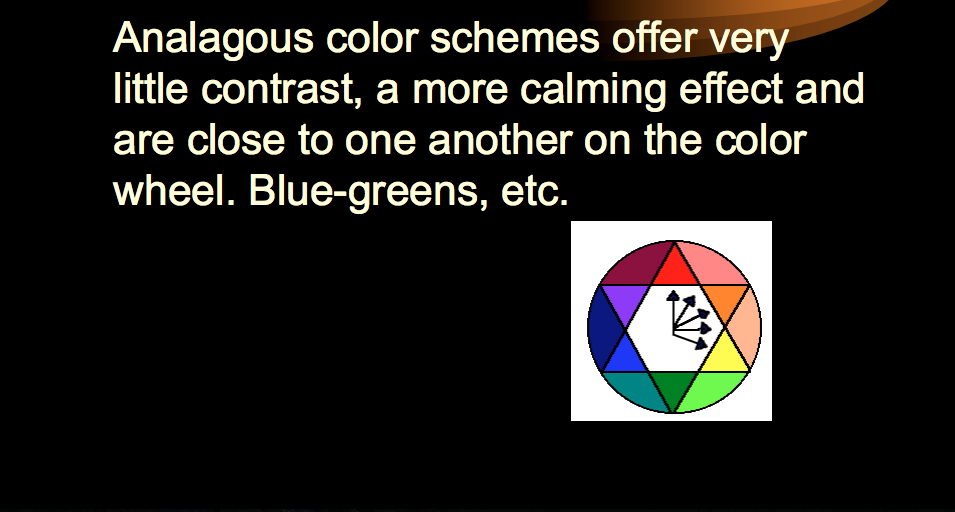 Analagous color schemes offer very
little contrast, a more calming effect and
are close to one another on the color
wheel. Blue-greens, etc.